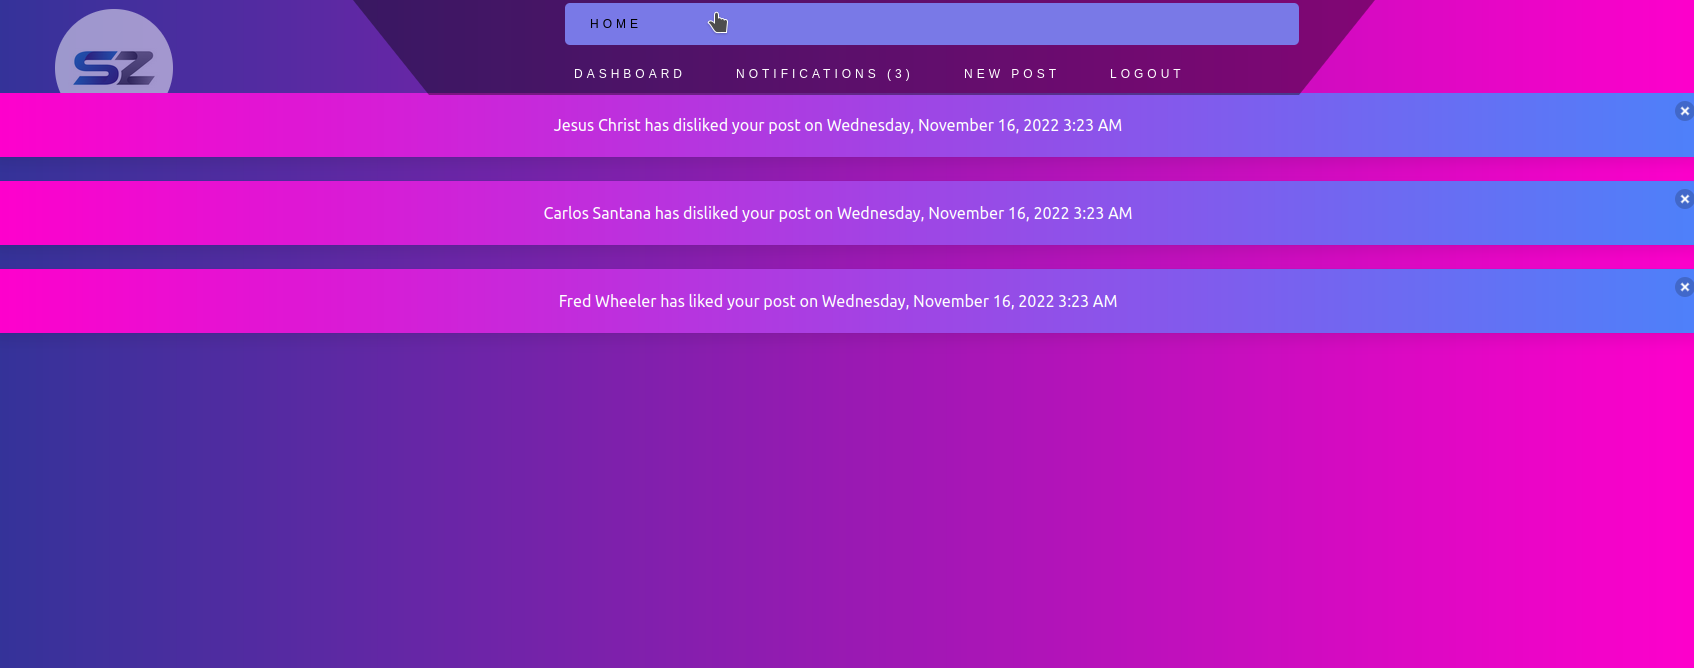 SZ
HOME
DASHBOARD NOTIFICATIONS (3) NEW POST LOGOUT
Jesus Christ has disliked your post on Wednesday, November 16, 2022 3:23 AM
Carlos Santana has disliked your post on Wednesday, November 16, 2022 3:23 AM
Fred Wheeler has liked your post on Wednesday, November 16, 2022 3:23 AM